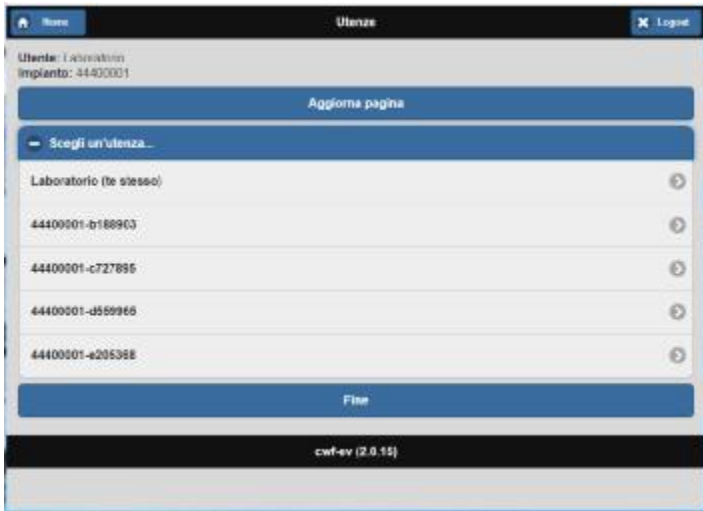 Home
Utenze
Logout
Utente: Laboratorio
Impianto: 44400001
Aggiorna pagina
Scegli un'utenza...
Laboratorio (te stesso)
44400001-b188903
44400001-c727895
44400001-d559966
44400001-e205368
Fine
cwf-ev (2.0.15)